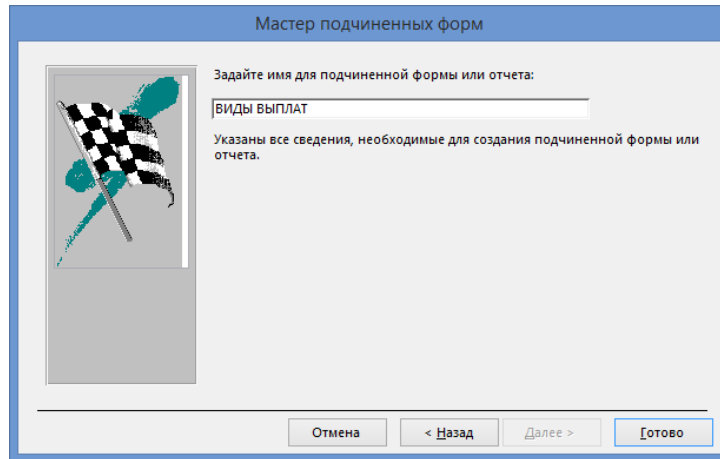 Мастер подчиненных форм
Задайте имя для подчиненной формы или отчета:
ВИДЫ ВЫПЛАТ
Указаны все сведения, необходимые для создания подчиненной формы или
отчета.
Отмена
< Назад
Далее >
Готово